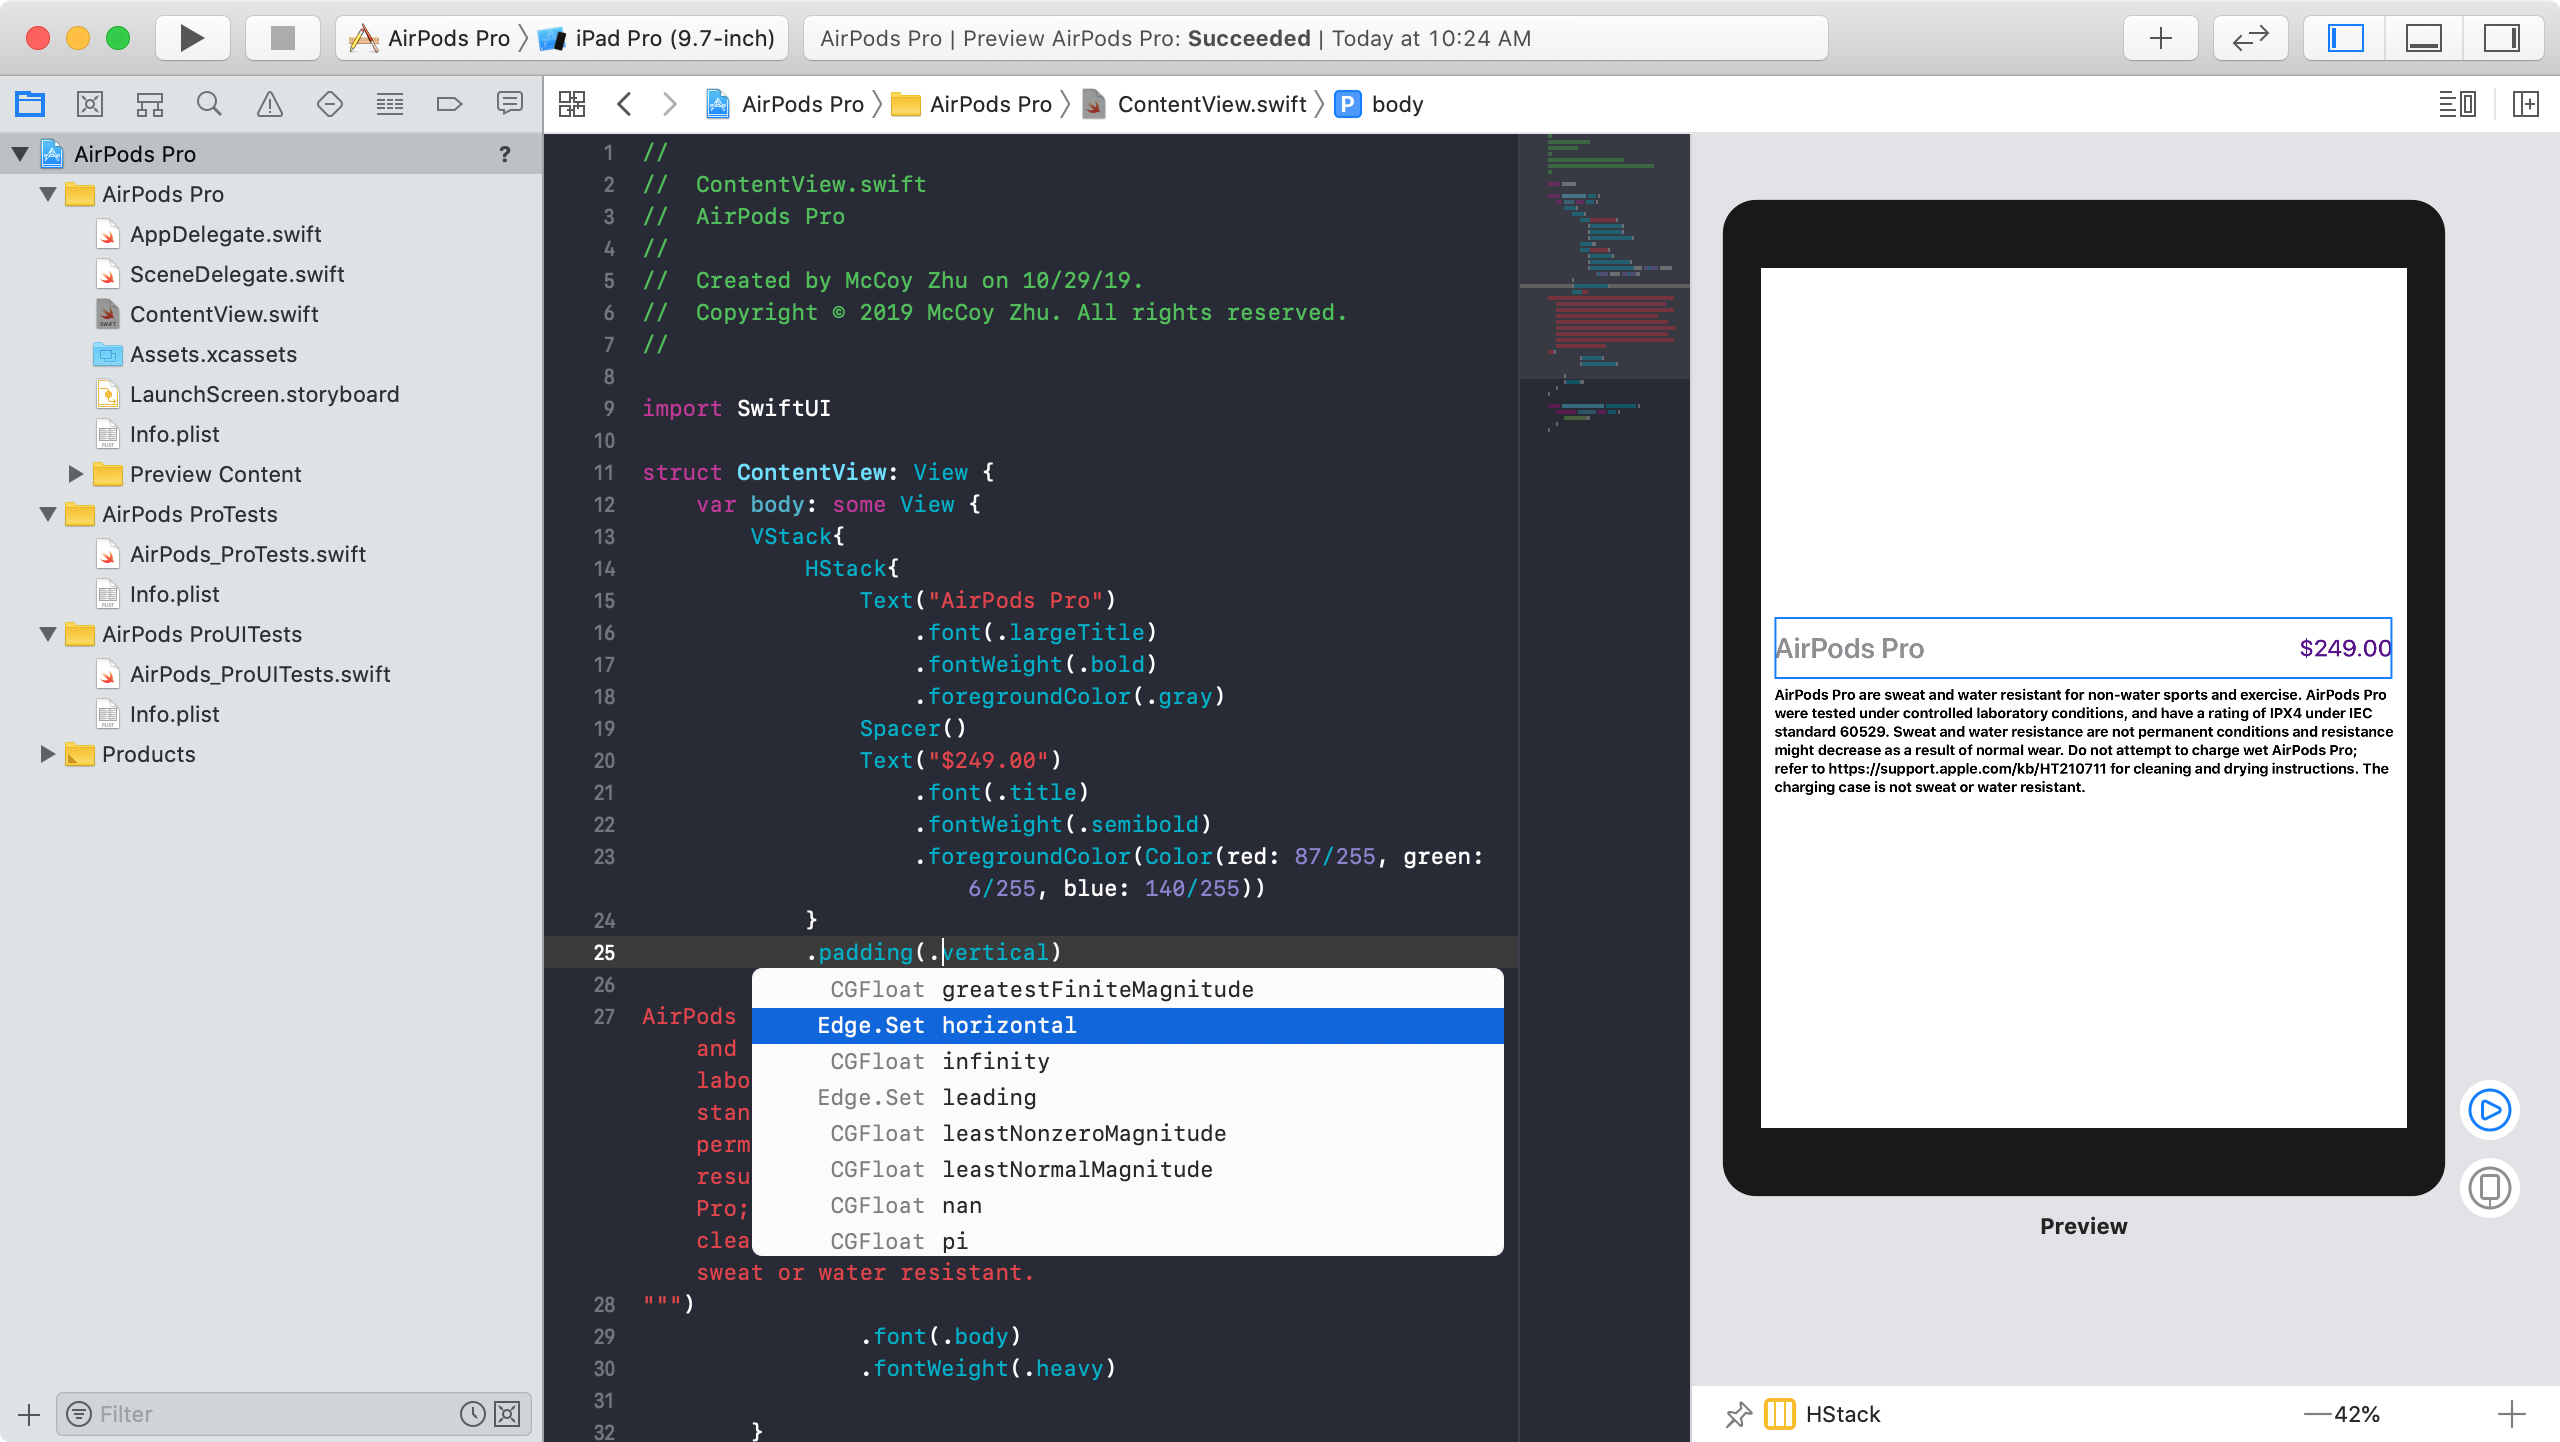 AirPods Pro iPad Pro (9.7-inch)
AirPods Pro | Preview AirPods Pro: Succeeded | Today at 10:24 AM
AirPods Pro AirPods Pro ContentView.swift P body
AirPods Pro ?
AirPods Pro
AppDelegate.swift
SceneDelegate.swift
ContentView.swift
Assets.xcassets
LaunchScreen.storyboard
Info.plist
Preview Content
AirPods ProTests
AirPods_ProTests.swift
Info.plist
AirPods ProUITests
AirPods_ProUITests.swift
Info.plist
Products
Filter
1 //
2 //  ContentView.swift
3 //  AirPods Pro
4 //
5 //  Created by McCoy Zhu on 10/29/19.
6 //  Copyright © 2019 McCoy Zhu. All rights reserved.
7 //
8
9 import SwiftUI
10
11 struct ContentView: View {
12     var body: some View {
13         VStack{
14             HStack{
15                 Text("AirPods Pro")
16                     .font(.largeTitle)
17                     .fontWeight(.bold)
18                     .foregroundColor(.gray)
19                 Spacer()
20                 Text("$249.00")
21                     .font(.title)
22                     .fontWeight(.semibold)
23                     .foregroundColor(Color(red: 87/255, green:
6/255, blue: 140/255))
24             }
25             .padding(.vertical)
26
27 AirPods
and
labo
stan
perm
resu
Pro;
clea
sweat or water resistant.
28 """)
29                 .font(.body)
30                 .fontWeight(.heavy)
31
32         }
CGFloat greatestFiniteMagnitude
Edge.Set horizontal
CGFloat infinity
Edge.Set leading
CGFloat leastNonzeroMagnitude
CGFloat leastNormalMagnitude
CGFloat nan
CGFloat pi
AirPods Pro $249.00
AirPods Pro are sweat and water resistant for non-water sports and exercise. AirPods Pro
were tested under controlled laboratory conditions, and have a rating of IPX4 under IEC
standard 60529. Sweat and water resistance are not permanent conditions and resistance
might decrease as a result of normal wear. Do not attempt to charge wet AirPods Pro;
refer to https://support.apple.com/kb/HT210711 for cleaning and drying instructions. The
charging case is not sweat or water resistant.
Preview
HStack
42%